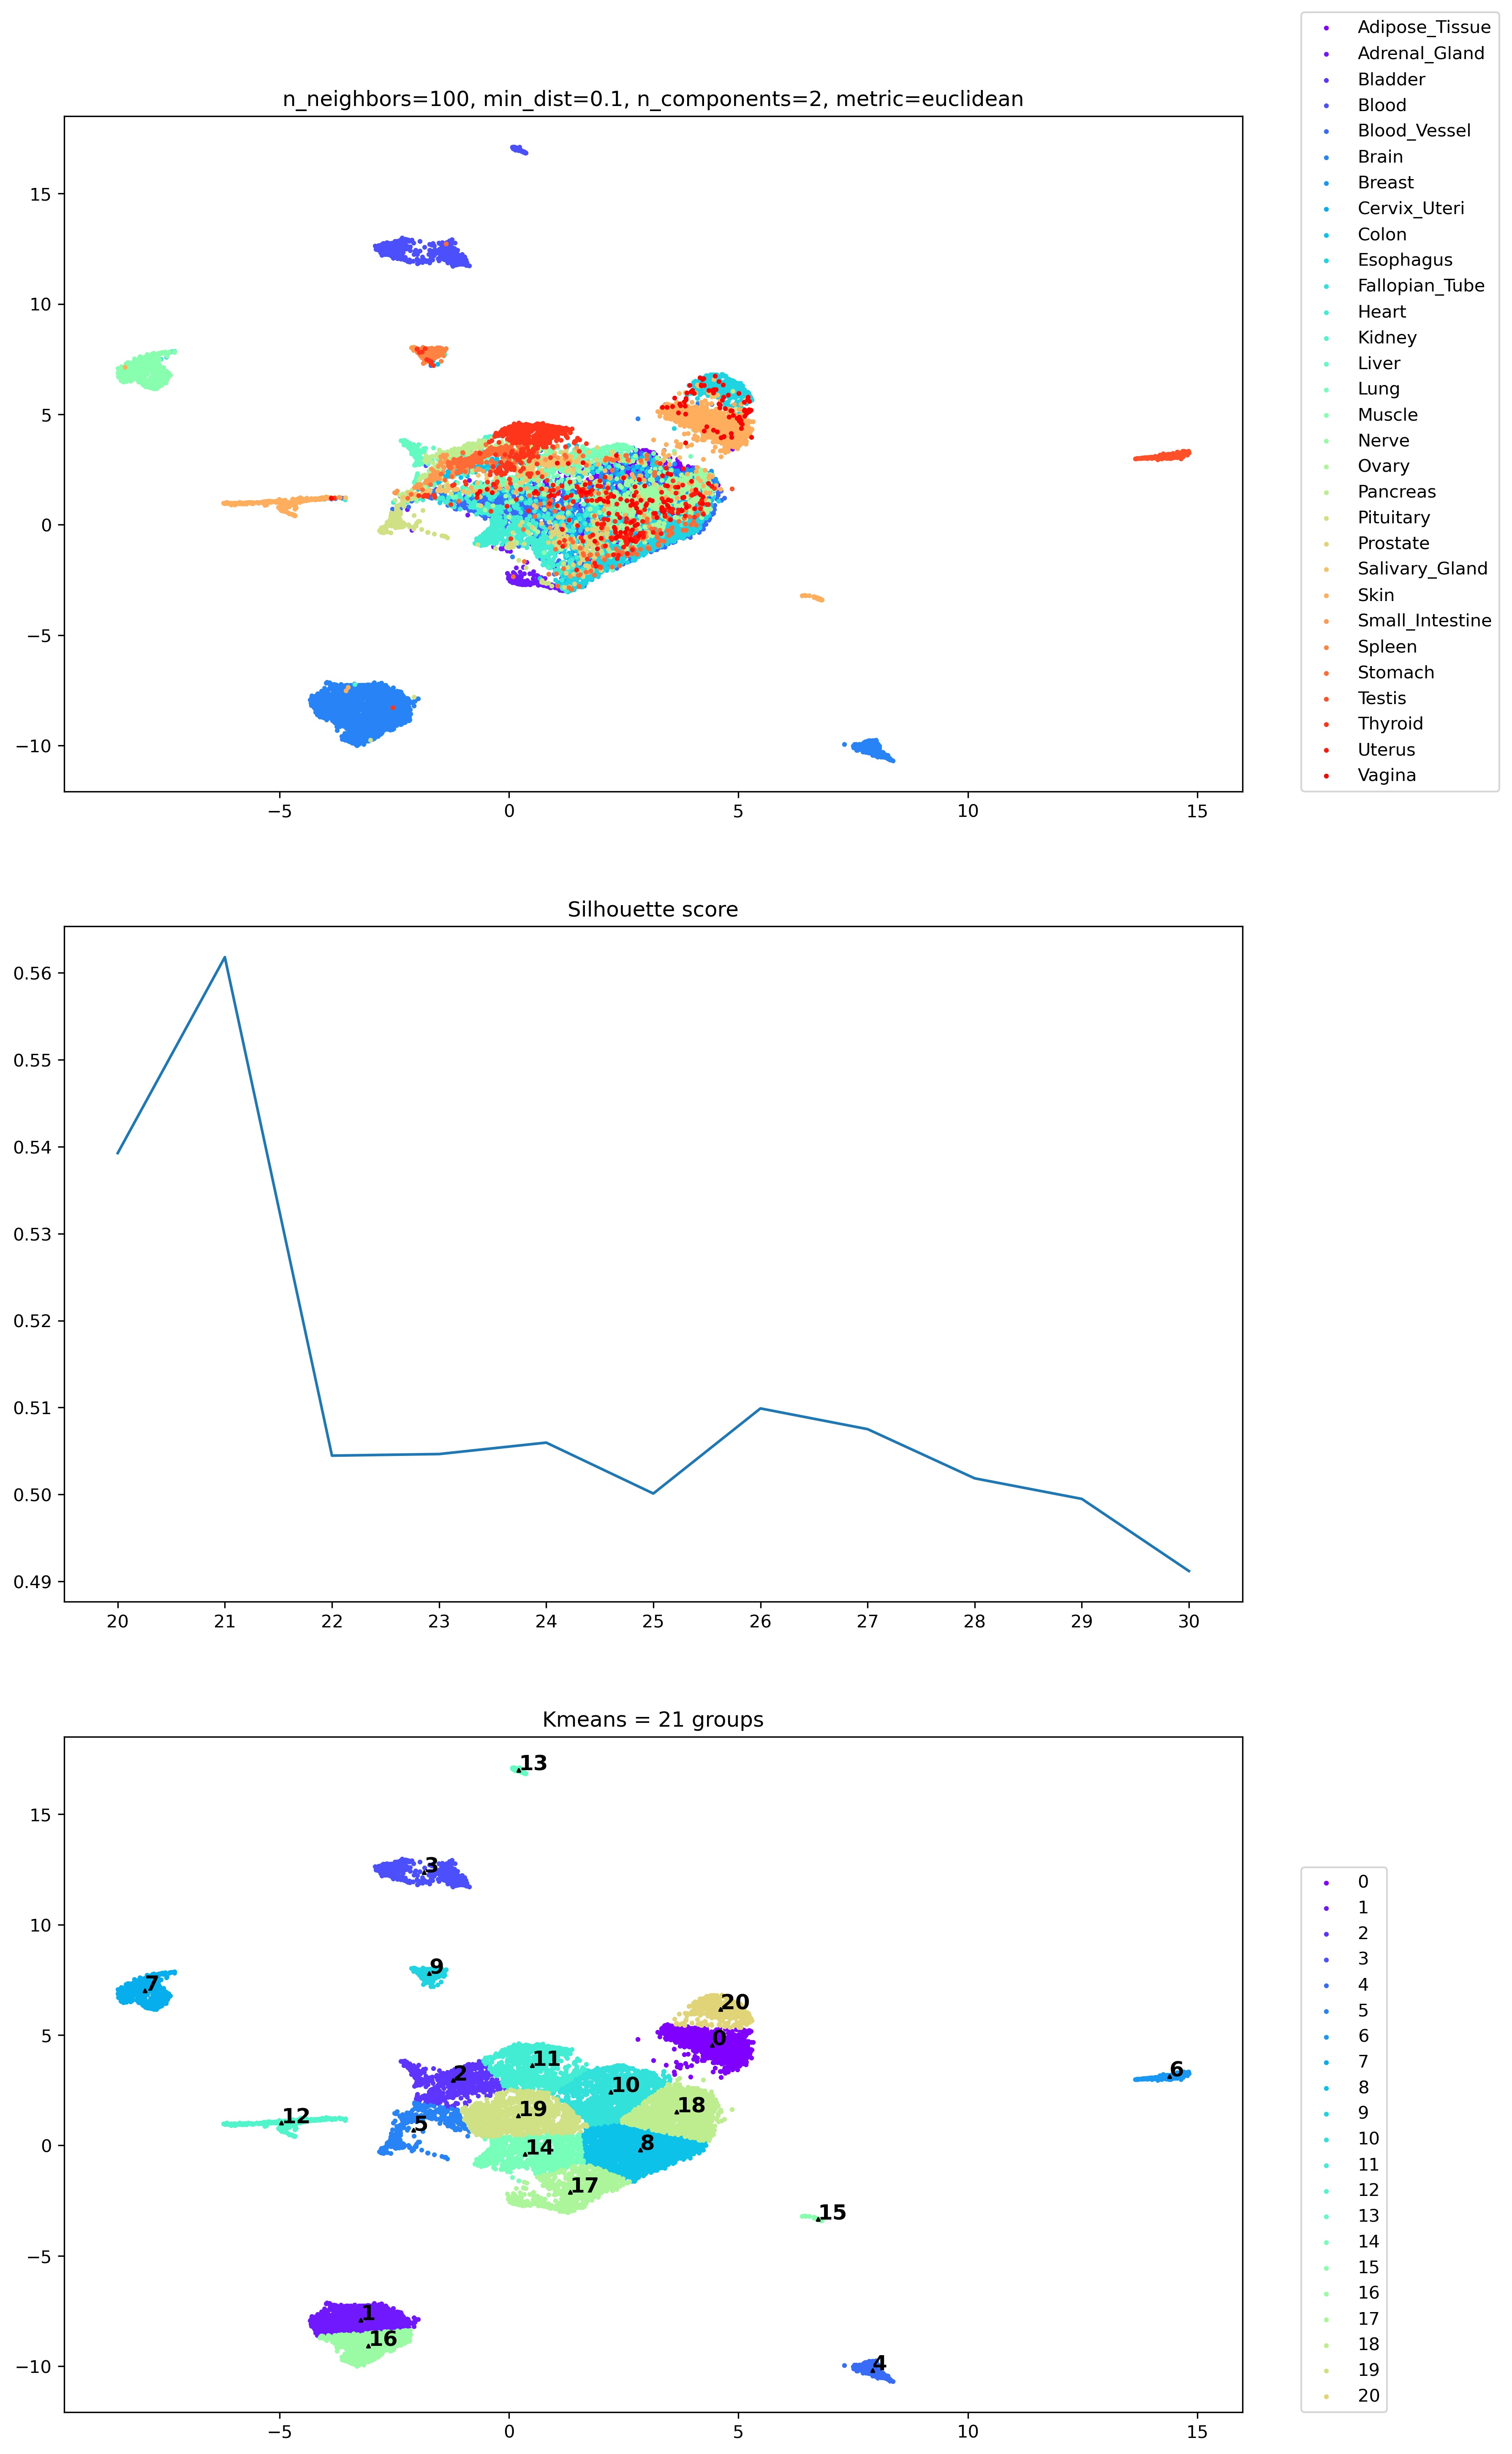 n_neighbors=100, min_dist=0.1, n_components=2, metric=euclidean
15
10
5
0
−5
−10
−5
0
5
10
15
Adipose_Tissue
Adrenal_Gland
Bladder
Blood
Blood_Vessel
Brain
Breast
Cervix_Uteri
Colon
Esophagus
Fallopian_Tube
Heart
Kidney
Liver
Lung
Muscle
Nerve
Ovary
Pancreas
Pituitary
Prostate
Salivary_Gland
Skin
Small_Intestine
Spleen
Stomach
Testis
Thyroid
Uterus
Vagina
Silhouette score
0.56
0.55
0.54
0.53
0.52
0.51
0.50
0.49
20
21
22
23
24
25
26
27
28
29
30
Kmeans = 21 groups
15
10
5
0
−5
−10
−5
0
5
10
15
13
3
9
7
20
0
11
2
10
6
18
19
12
5
8
14
17
15
1
16
4
0
1
2
3
4
5
6
7
8
9
10
11
12
13
14
15
16
17
18
19
20